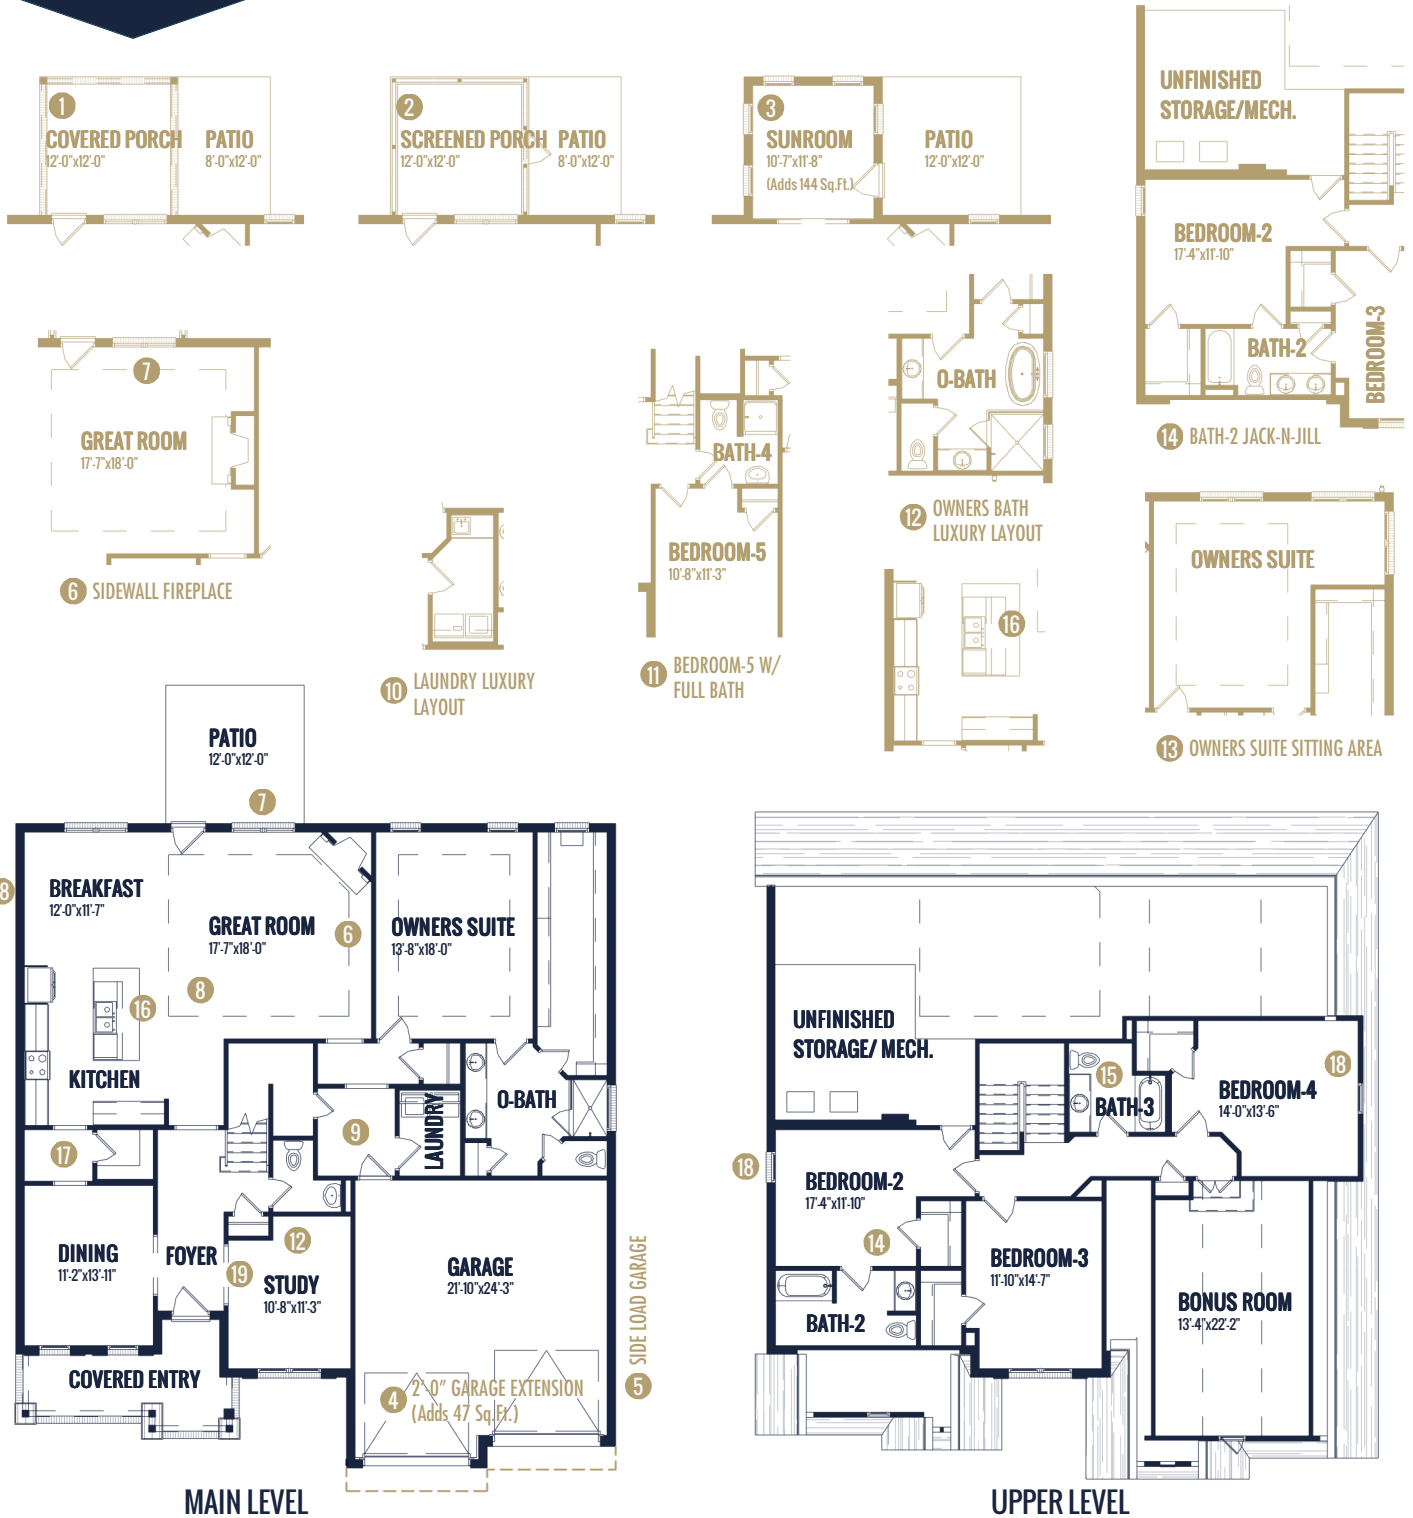 1
COVERED PORCH
12'-0"x12'-0"
PATIO
8'-0"x12'-0"
2
SCREENED PORCH
12'-0"x12'-0"
PATIO
8'-0"x12'-0"
3
SUNROOM
10'-7"x11'-8"
(Adds 144 Sq.Ft.)
PATIO
12'-0"x12'-0"
UNFINISHED
STORAGE/MECH.
BEDROOM-2
17'-4"x11'-10"
BATH-2
BEDROOM-3
14 BATH-2 JACK-N-JILL
7
GREAT ROOM
17'-7"x18'-0"
6 SIDEWALL FIREPLACE
10 LAUNDRY LUXURY
LAYOUT
BATH-4
BEDROOM-5
10'-8"x11'-3"
11 BEDROOM-5 W/
FULL BATH
O-BATH
12 OWNERS BATH
LUXURY LAYOUT
16
OWNERS SUITE
13 OWNERS SUITE SITTING AREA
PATIO
12'-0"x12'-0"
7
8
BREAKFAST
12'-0"x11'-7"
GREAT ROOM
17'-7"x18'-0"
6
OWNERS SUITE
13'-8"x18'-0"
8
16
KITCHEN
O-BATH
LAUNDRY
9
17
DINING
11'-2"x13'-11"
FOYER
19
12
STUDY
10'-8"x11'-3"
GARAGE
21'-10"x24'-3"
5 SIDE LOAD GARAGE
COVERED ENTRY
4 2'-0" GARAGE EXTENSION
(Adds 47 Sq.Ft.)
MAIN LEVEL
UNFINISHED
STORAGE/ MECH.
15
BATH-3
18
BEDROOM-4
14'-0"x13'-6"
18
BEDROOM-2
17'-4"x11'-10"
14
BEDROOM-3
11'-10"x14'-7"
BATH-2
BONUS ROOM
13'-4"x22'-2"
UPPER LEVEL